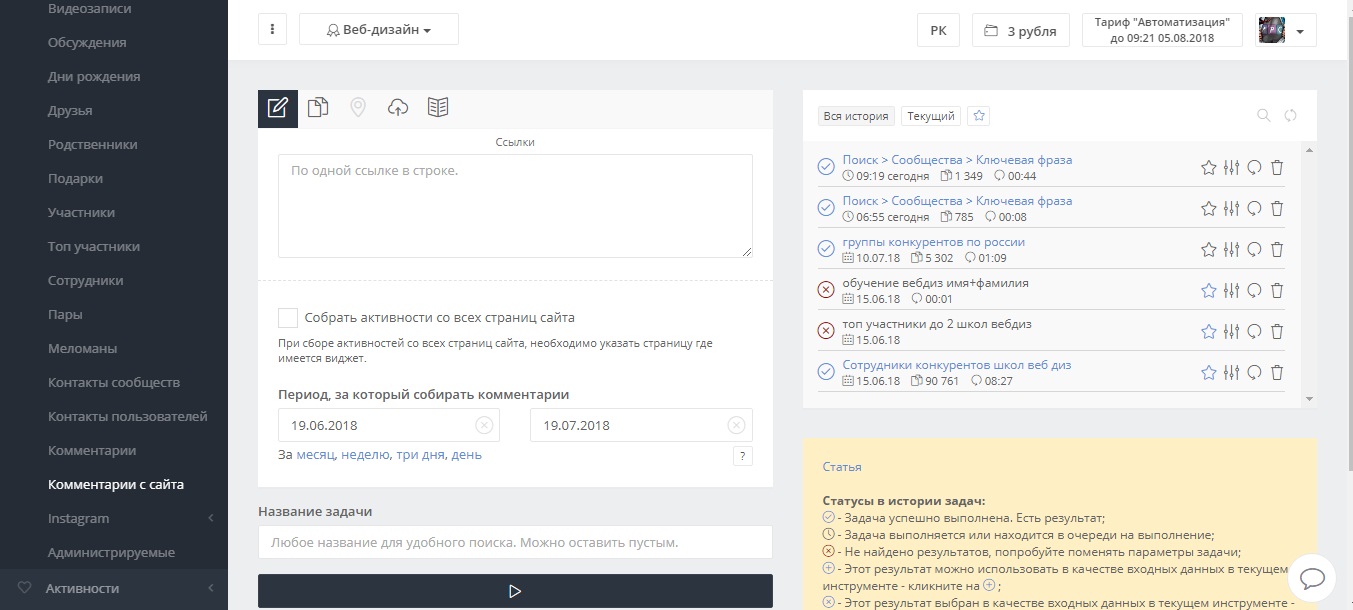 Видеозаписи
Обсуждения
Дни рождения
Друзья
Родственники
Подарки
Участники
Топ участники
Сотрудники
Пары
Меломаны
Контакты сообществ
Контакты пользователей
Комментарии
Комментарии с сайта
Instagram
Администрируемые
Активности
Веб-дизайн
РК
3 рубля
Тариф "Автоматизация"
до 09:21 05.08.2018
Ссылки
По одной ссылке в строке.
Собрать активности со всех страниц сайта
При сборе активностей со всех страниц сайта, необходимо указать страницу где
имеется виджет.
Период, за который собирать комментарии
19.06.2018
19.07.2018
За месяц, неделю, три дня, день
?
Название задачи
Любое название для удобного поиска. Можно оставить пустым.
Вся история
Текущий
Поиск > Сообщества > Ключевая фраза
09:19 сегодня 1 349 00:44
Поиск > Сообщества > Ключевая фраза
06:55 сегодня 785 00:08
группы конкурентов по россии
10.07.18 5 302 01:09
обучение вебдиз имя+фамилия
15.06.18 00:01
топ участники до 2 школ вебдиз
15.06.18
Сотрудники конкурентов школ веб диз
15.06.18 90 761 08:27
Статья
Статусы в истории задач:
- Задача успешно выполнена. Есть результат;
- Задача выполняется или находится в очереди на выполнение;
- Не найдено результатов, попробуйте поменять параметры задачи;
- Этот результат можно использовать в качестве входных данных в текущем
инструменте - кликните на ;
- Этот результат выбран в качестве входных данных в текущем инструменте -